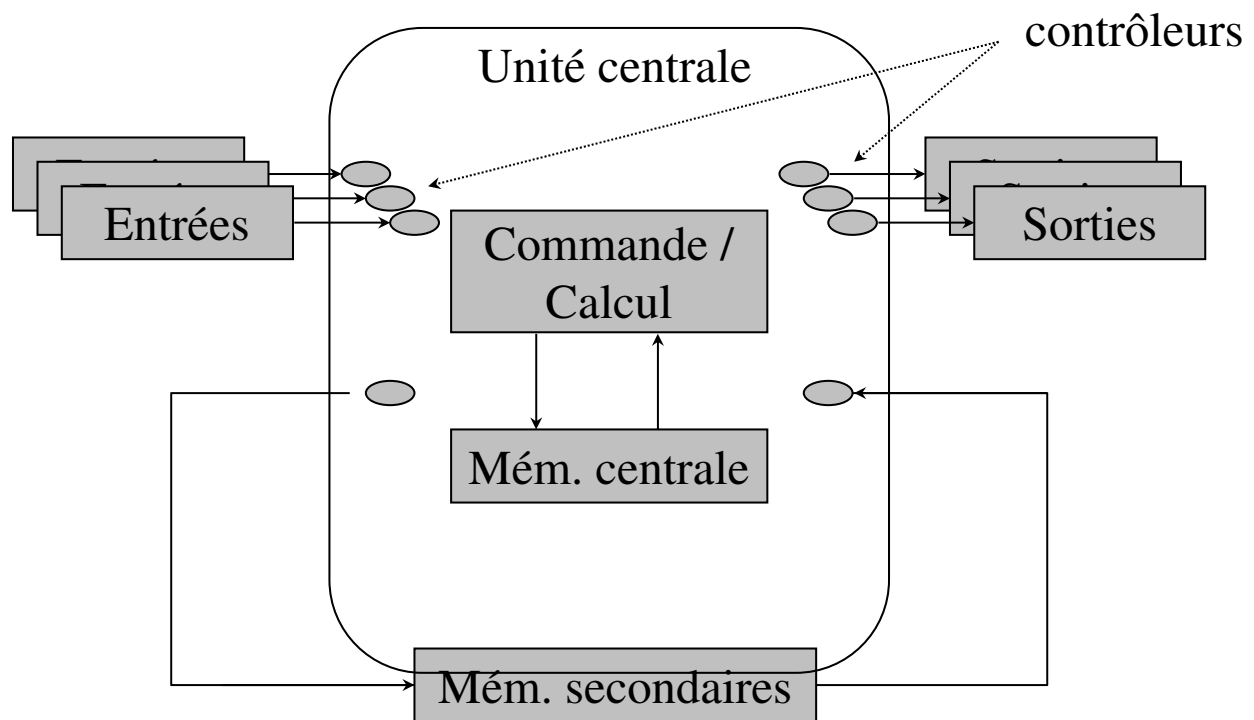 contrôleurs
Unité centrale
Entrées
Sorties
Commande /
Calcul
Mém. centrale
Mém. secondaires